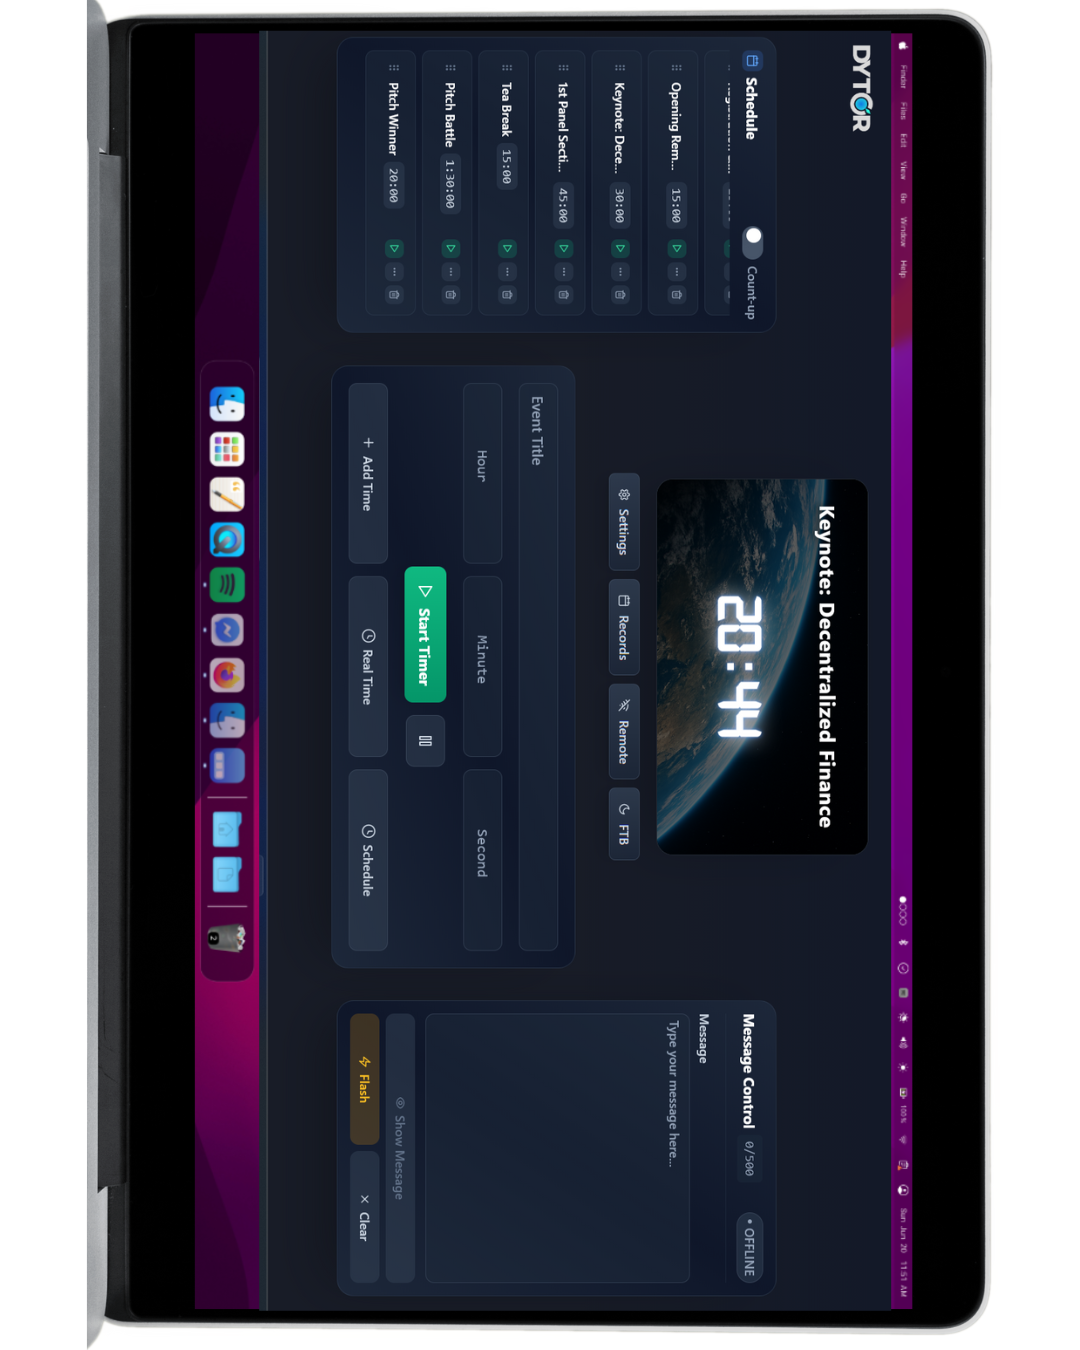 Finder Files Edit View Go Window Help
100% Sun Jun 20 11:51 AM
DYTOR
Schedule Count-up
Opening Rem... 15:00
Keynote: Dece... 30:00
1st Panel Secti... 45:00
Tea Break 15:00
Pitch Battle 1:30:00
Pitch Winner 20:00
Keynote: Decentralized Finance
20:44
Settings Records Remote FTB
Event Title
Hour Minute Second
Start Timer
+ Add Time Real Time Schedule
Message Control 0/500 • OFFLINE
Message
Type your message here...
Show Message
Flash × Clear
2